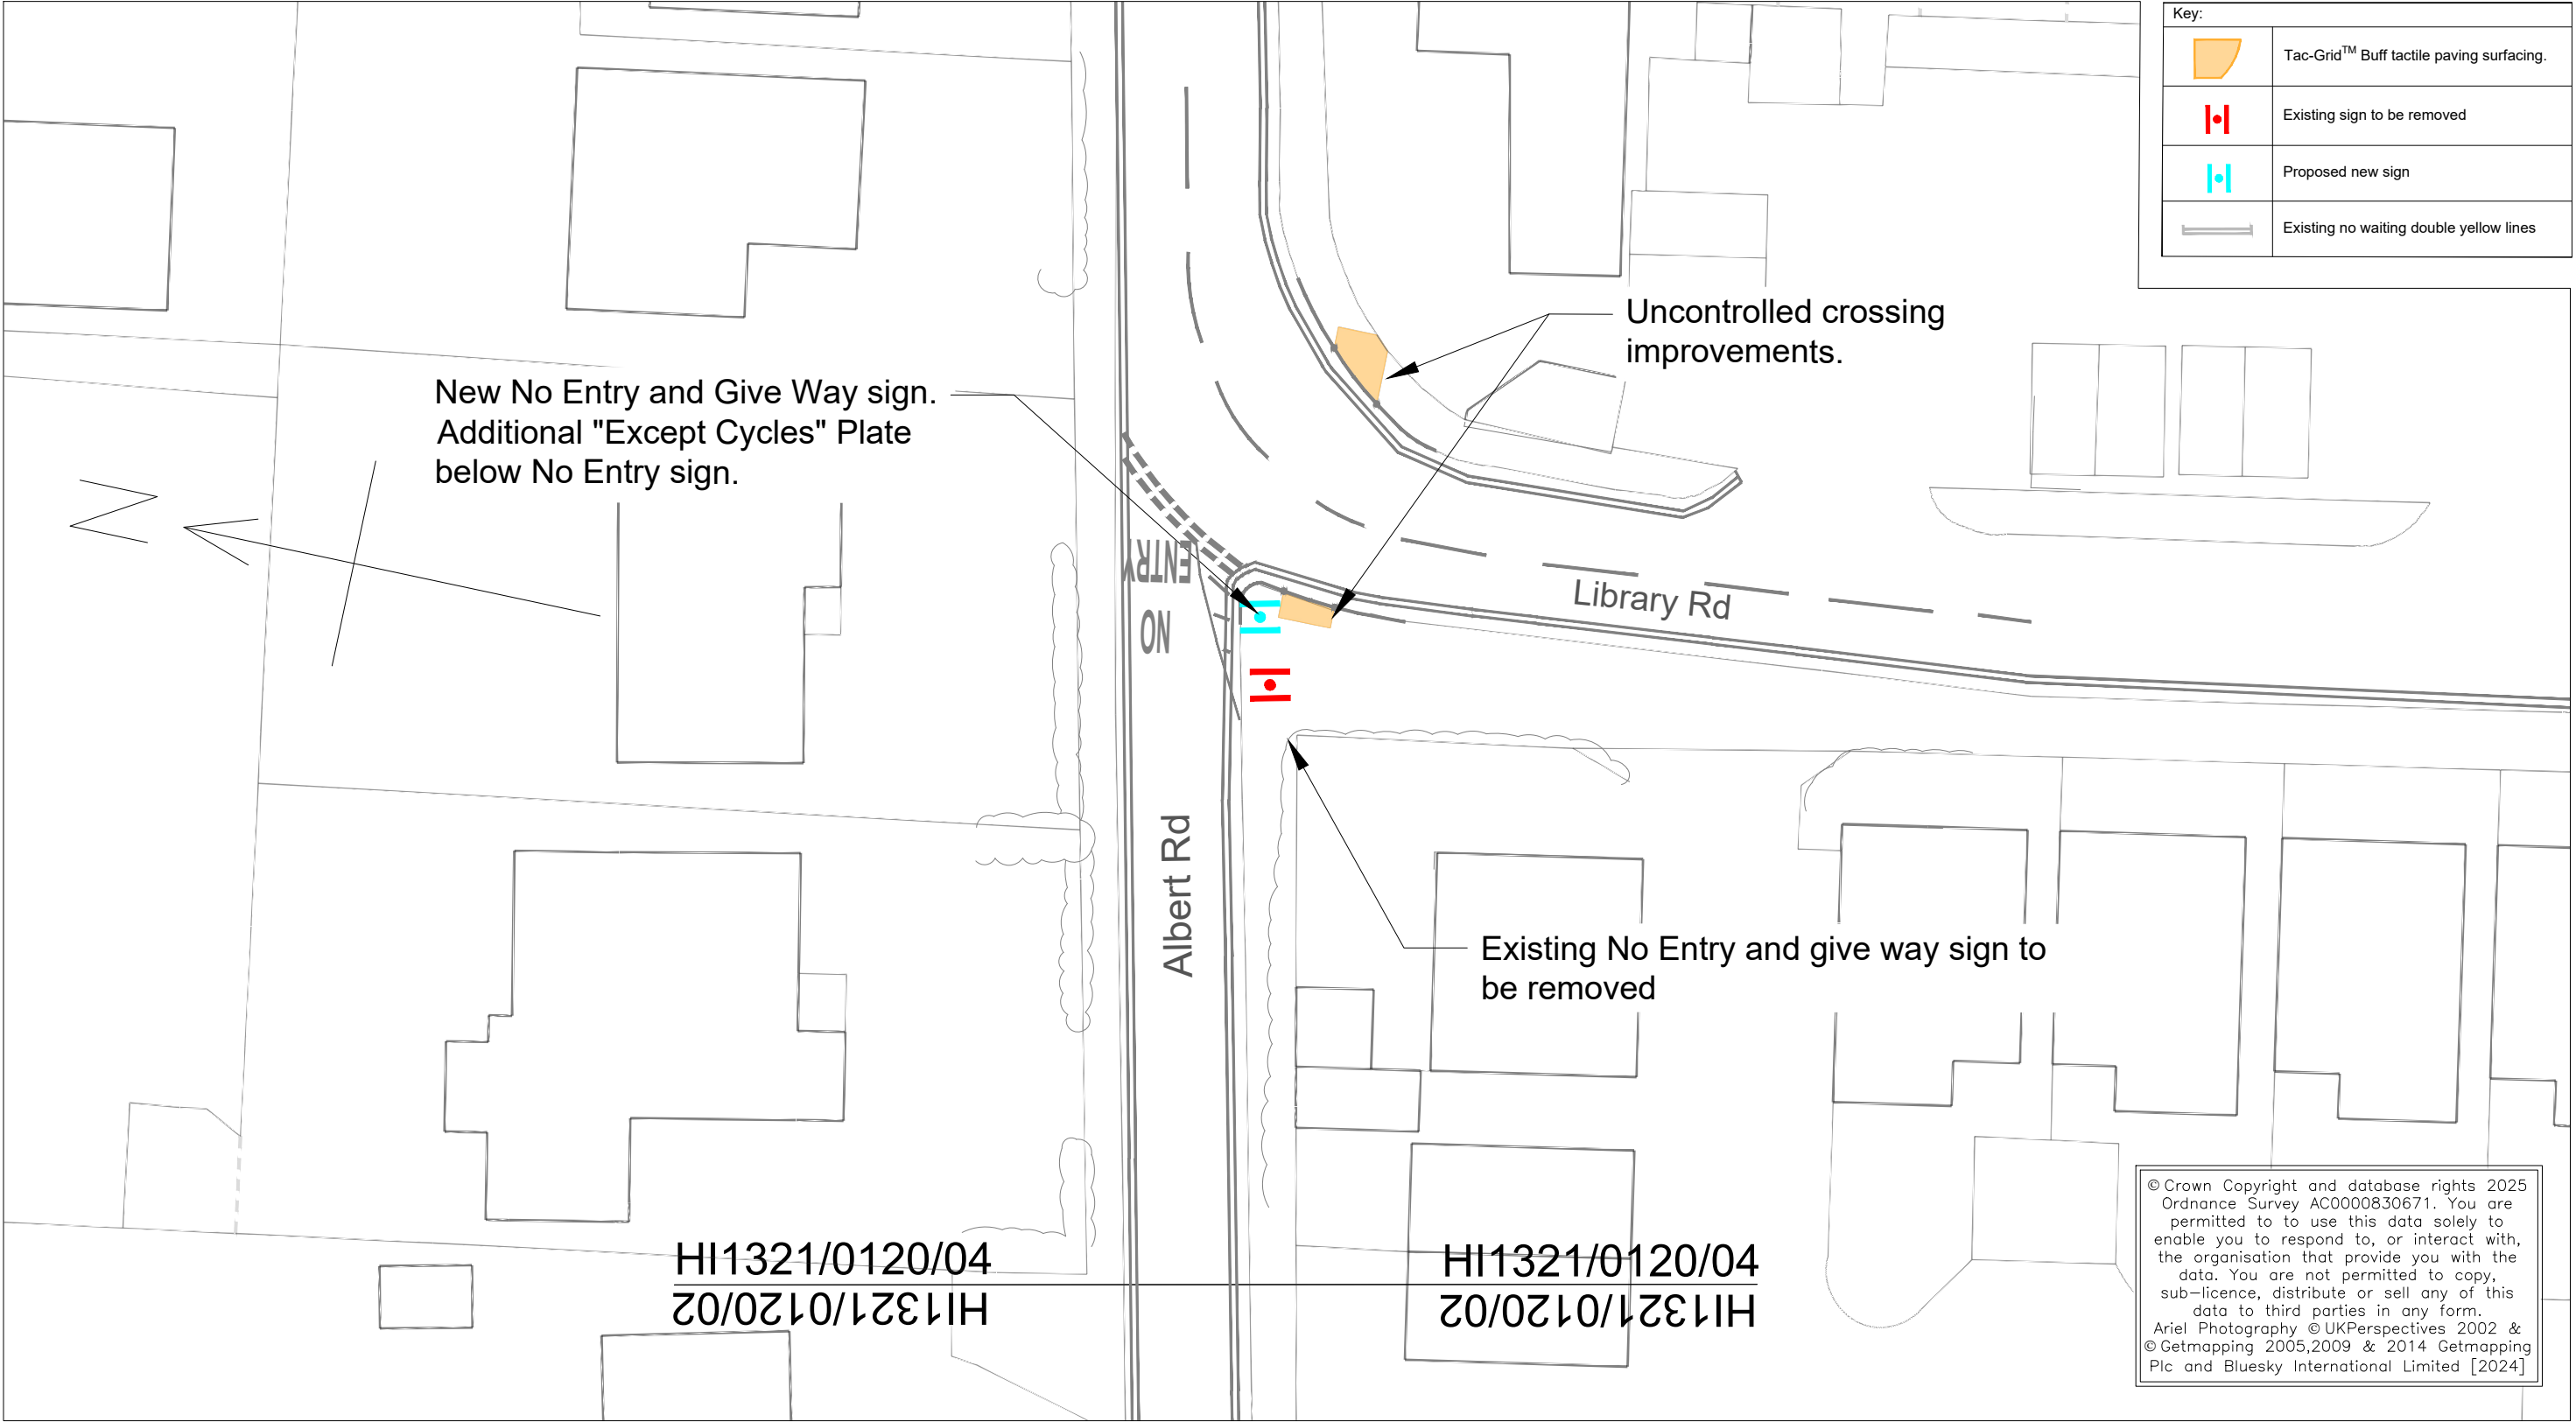 Key:
Tac-Grid™ Buff tactile paving surfacing.
Existing sign to be removed
Proposed new sign
Existing no waiting double yellow lines
Uncontrolled crossing
improvements.
New No Entry and Give Way sign.
Additional "Except Cycles" Plate
below No Entry sign.
N
ENTRY
NO
Library Rd
Albert Rd
Existing No Entry and give way sign to
be removed
HI1321/0120/04
HI1321/0120/02
HI1321/0120/04
HI1321/0120/02
© Crown Copyright and database rights 2025
Ordnance Survey AC0000830671. You are
permitted to to use this data solely to
enable you to respond to, or interact with,
the organisation that provide you with the
data. You are not permitted to copy,
sub-licence, distribute or sell any of this
data to third parties in any form.
Ariel Photography © UKPerspectives 2002 &
© Getmapping 2005,2009 & 2014 Getmapping
Plc and Bluesky International Limited [2024]